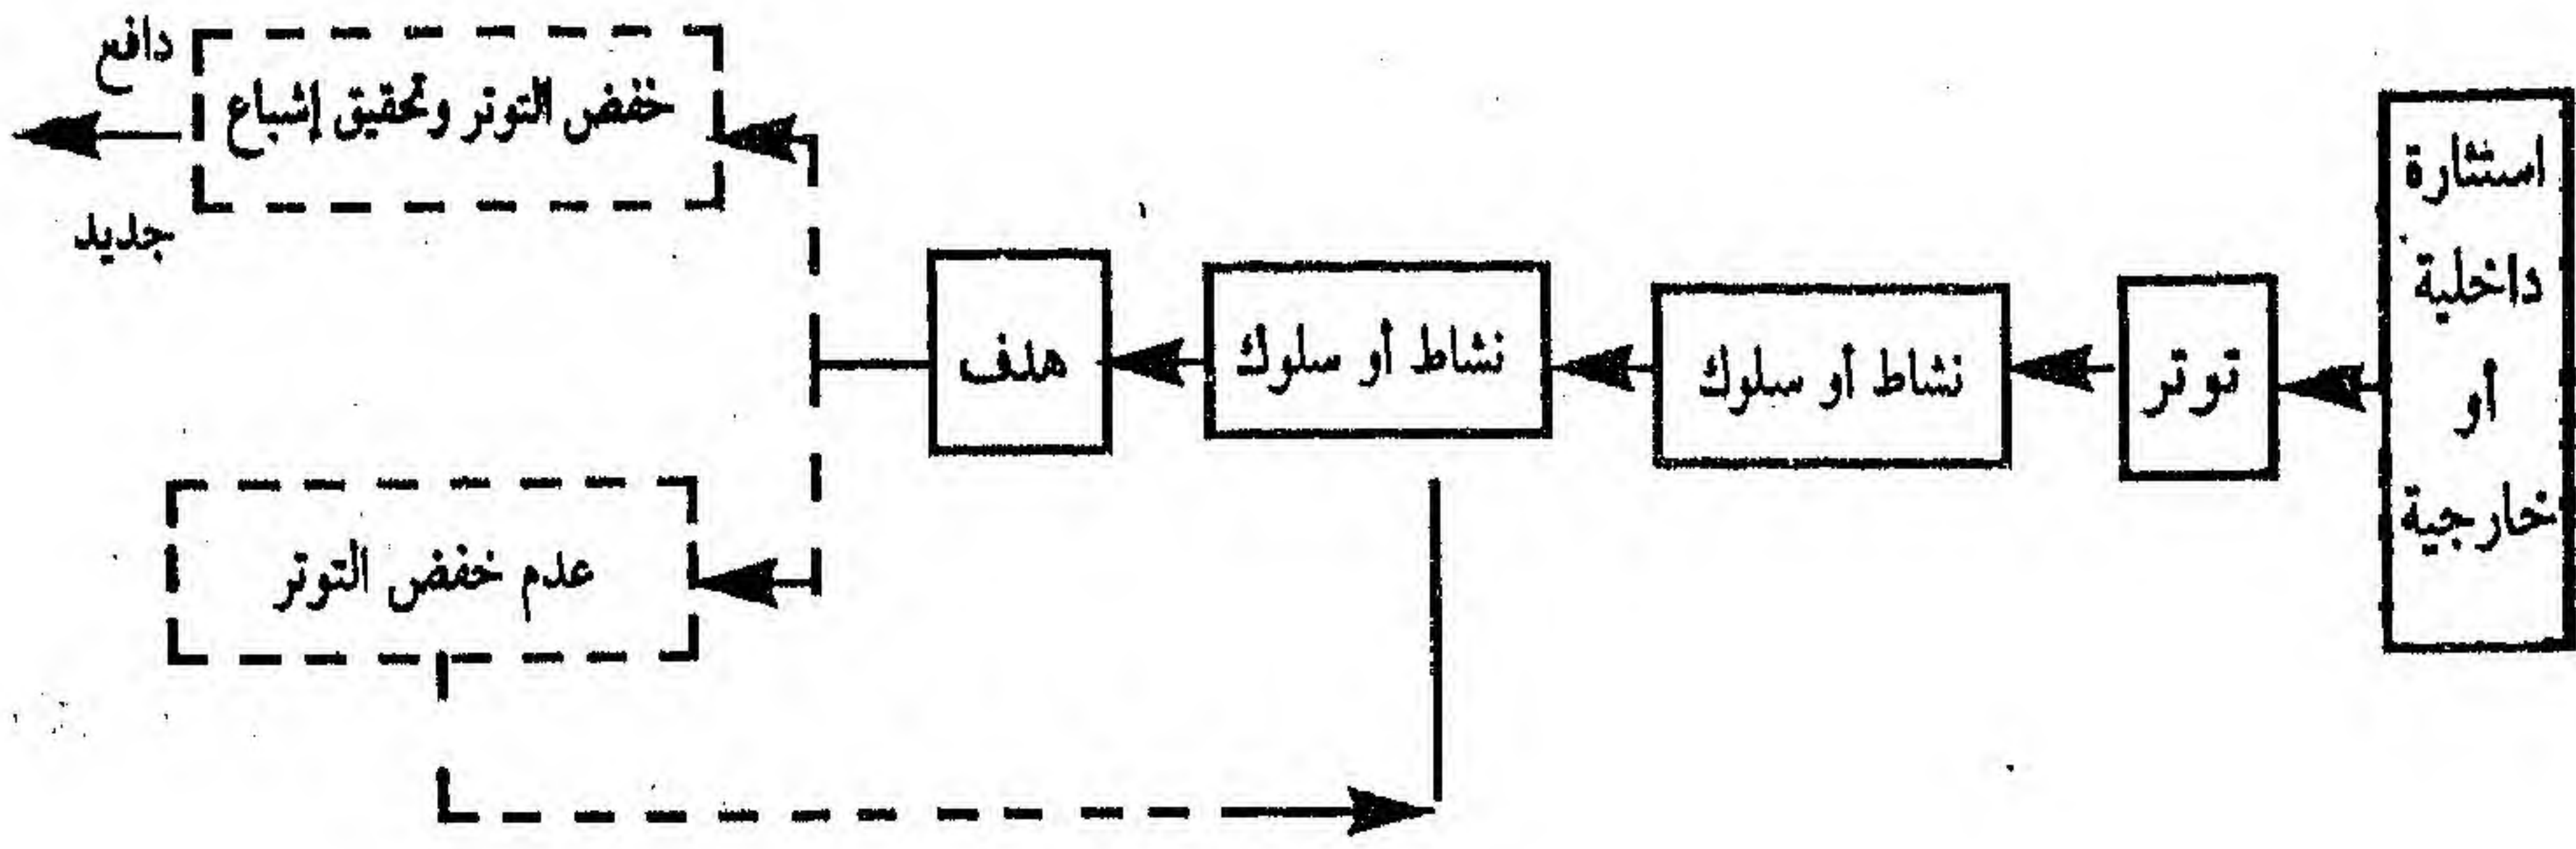 استثارة
داخلية
أو
خارجية
توتر
نشاط أو سلوك
نشاط أو سلوك
هدف
خفض التوتر وتحقيق إشباع
دافع
جديد
عدم خفض التوتر